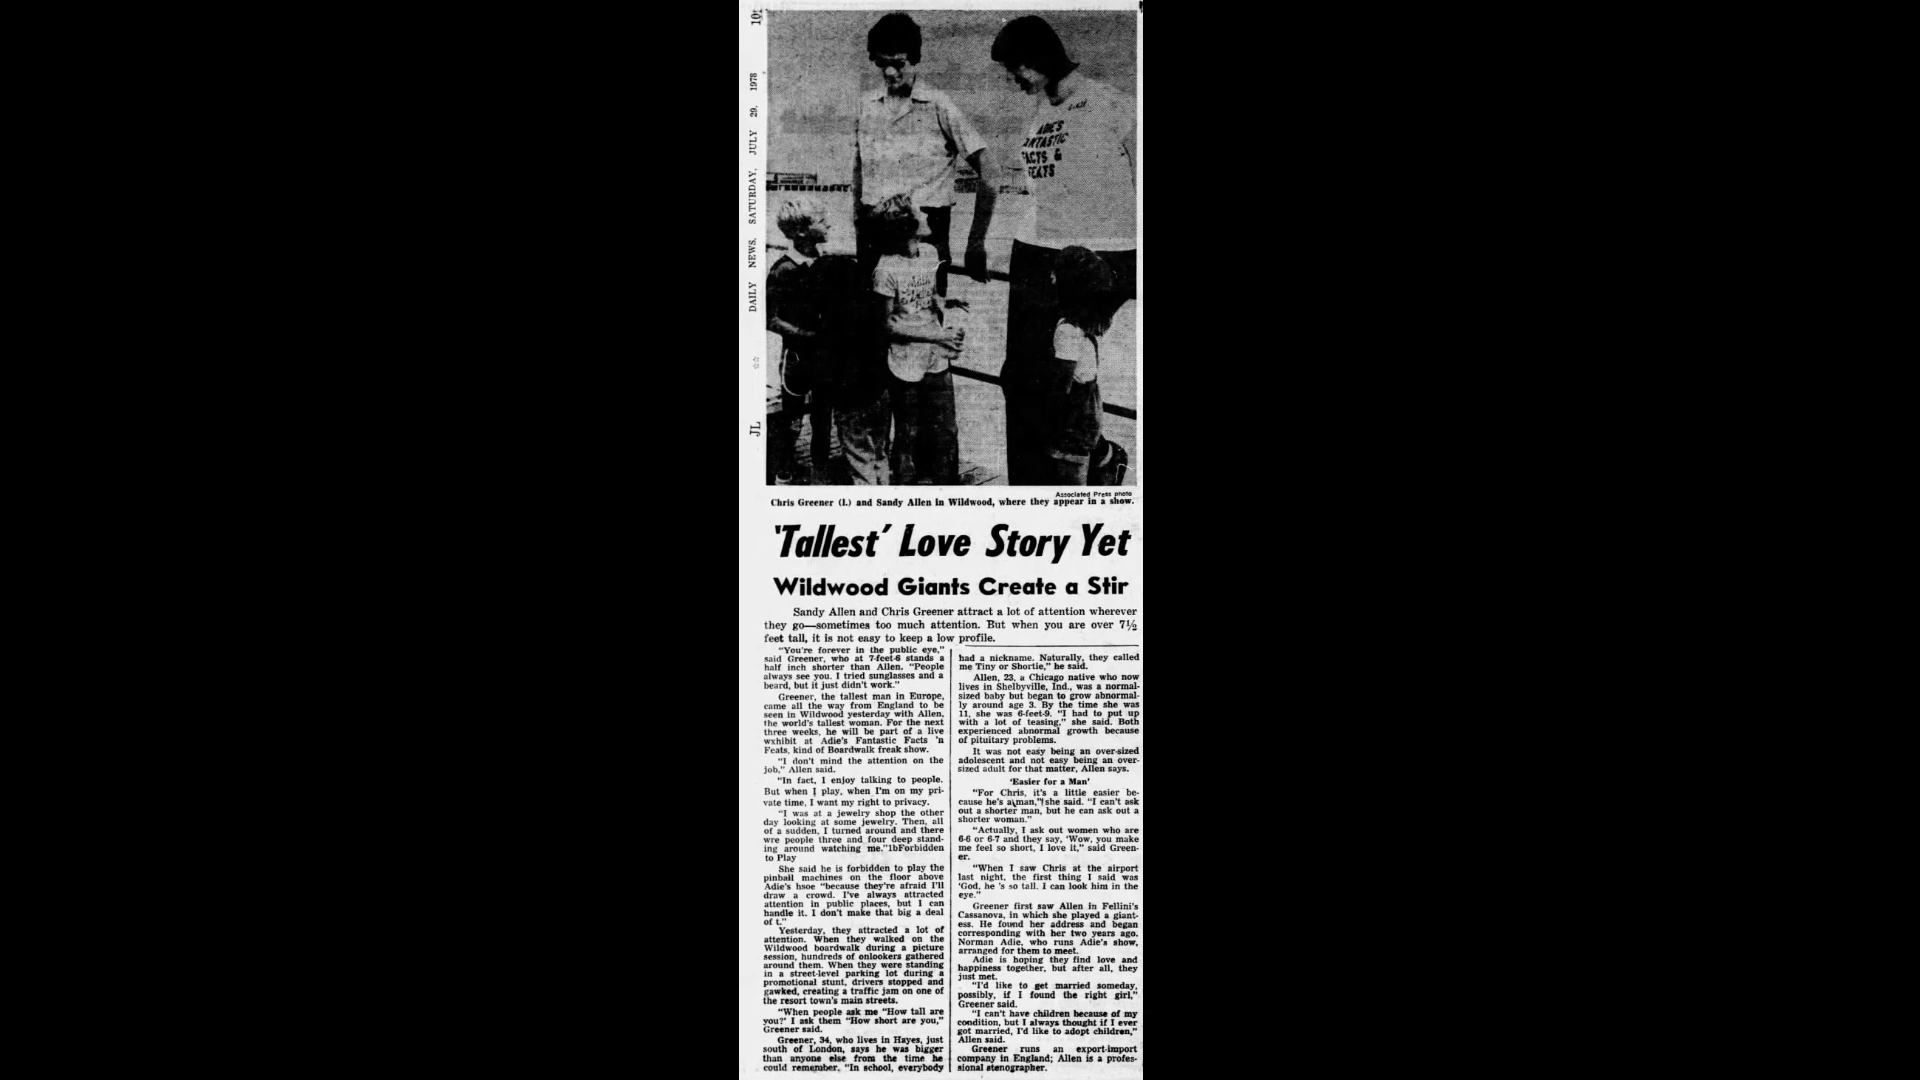 10
DAILY NEWS, SATURDAY, JULY 29, 1978
JL
ADIE'S
ANTASTIC
ACTS &
FEATS
Associated Press photo
Chris Greener (l.) and Sandy Allen in Wildwood, where they appear in a show.
'Tallest' Love Story Yet
Wildwood Giants Create a Stir
Sandy Allen and Chris Greener attract a lot of attention wherever
they go—sometimes too much attention. But when you are over 7½
feet tall, it is not easy to keep a low profile.
"You're forever in the public eye,"
said Greener, who at 7-feet-6 stands a
half inch shorter than Allen. "People
always see you. I tried sunglasses and a
beard, but it just didn't work."
Greener, the tallest man in Europe,
came all the way from England to be
seen in Wildwood yesterday with Allen,
the world's tallest woman. For the next
three weeks, he will be part of a live
wxhibit at Adie's Fantastic Facts 'n
Feats, kind of Boardwalk freak show.
"I don't mind the attention on the
job," Allen said.
"In fact, I enjoy talking to people.
But when I play, when I'm on my pri-
vate time, I want my right to privacy.
"I was at a jewelry shop the other
day looking at some jewelry. Then, all
of a sudden, I turned around and there
wre people three and four deep stand-
ing around watching me."1bForbidden
to Play
She said he is forbidden to play the
pinball machines on the floor above
Adie's hsoe "because they're afraid I'll
draw a crowd. I've always attracted
attention in public places, but I can
handle it. I don't make that big a deal
of t."
Yesterday, they attracted a lot of
attention. When they walked on the
Wildwood boardwalk during a picture
session, hundreds of onlookers gathered
around them. When they were standing
in a street-level parking lot during a
promotional stunt, drivers stopped and
gawked, creating a traffic jam on one of
the resort town's main streets.
"When people ask me "How tall are
you?' I ask them "How short are you,"
Greener said.
Greener, 34, who lives in Hayes, just
south of London, says he was bigger
than anyone else from the time he
could remember. "In school, everybody
had a nickname. Naturally, they called
me Tiny or Shortie," he said.
Allen, 23, a Chicago native who now
lives in Shelbyville, Ind., was a normal-
sized baby but began to grow abnormal-
ly around age 3. By the time she was
11, she was 6-feet-9. "I had to put up
with a lot of teasing," she said. Both
experienced abnormal growth because
of pituitary problems.
It was not easy being an over-sized
adolescent and not easy being an over-
sized adult for that matter, Allen says.
'Easier for a Man'
"For Chris, it's a little easier be-
cause he's a man," she said. "I can't ask
out a shorter man, but he can ask out a
shorter woman."
"Actually, I ask out women who are
6-6 or 6-7 and they say, 'Wow, you make
me feel so short, I love it," said Green-
er.
"When I saw Chris at the airport
last night, the first thing I said was
'God, he 's so tall. I can look him in the
eye."
Greener first saw Allen in Fellini's
Cassanova, in which she played a giant-
ess. He found her address and began
corresponding with her two years ago.
Norman Adie, who runs Adie's show,
arranged for them to meet.
Adie is hoping they find love and
happiness together, but after all, they
just met.
"I'd like to get married someday,
possibly, if I found the right girl,"
Greener said.
"I can't have children because of my
condition, but I always thought if I ever
got married, I'd like to adopt children,"
Allen said.
Greener runs an export-import
company in England; Allen is a profes-
sional stenographer.